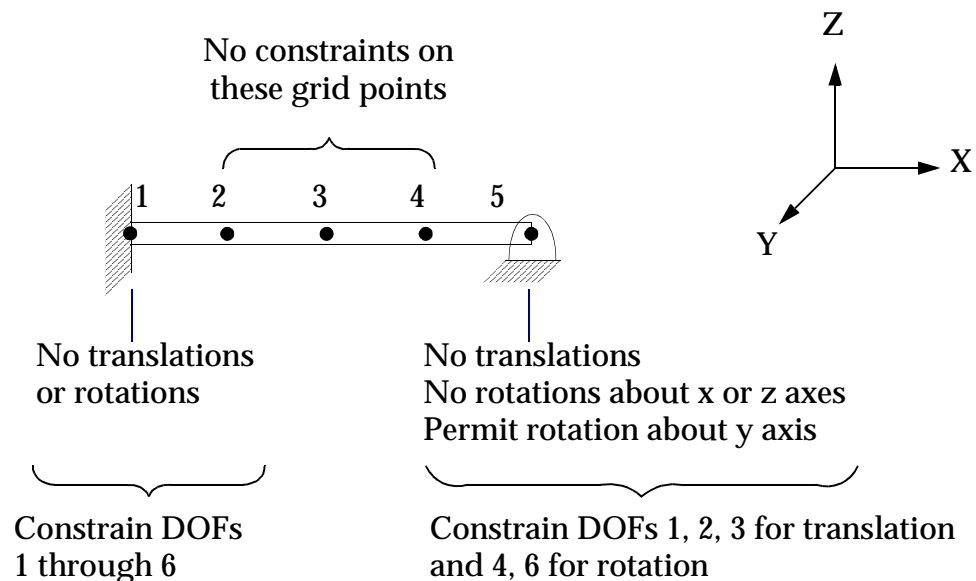 No constraints on
these grid points
Z
X
Y
1 2 3 4 5
No translations
or rotations
No translations
No rotations about x or z axes
Permit rotation about y axis
Constrain DOFs
1 through 6
Constrain DOFs 1, 2, 3 for translation
and 4, 6 for rotation